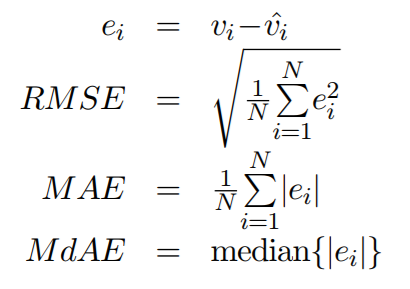 e_i = v_i − \hat{v}_i
RMSE = \sqrt{\frac{1}{N} \sum_{i=1}^{N} e_i^2}
MAE = \frac{1}{N} \sum_{i=1}^{N} |e_i|
MdAE = median{|e_i|}